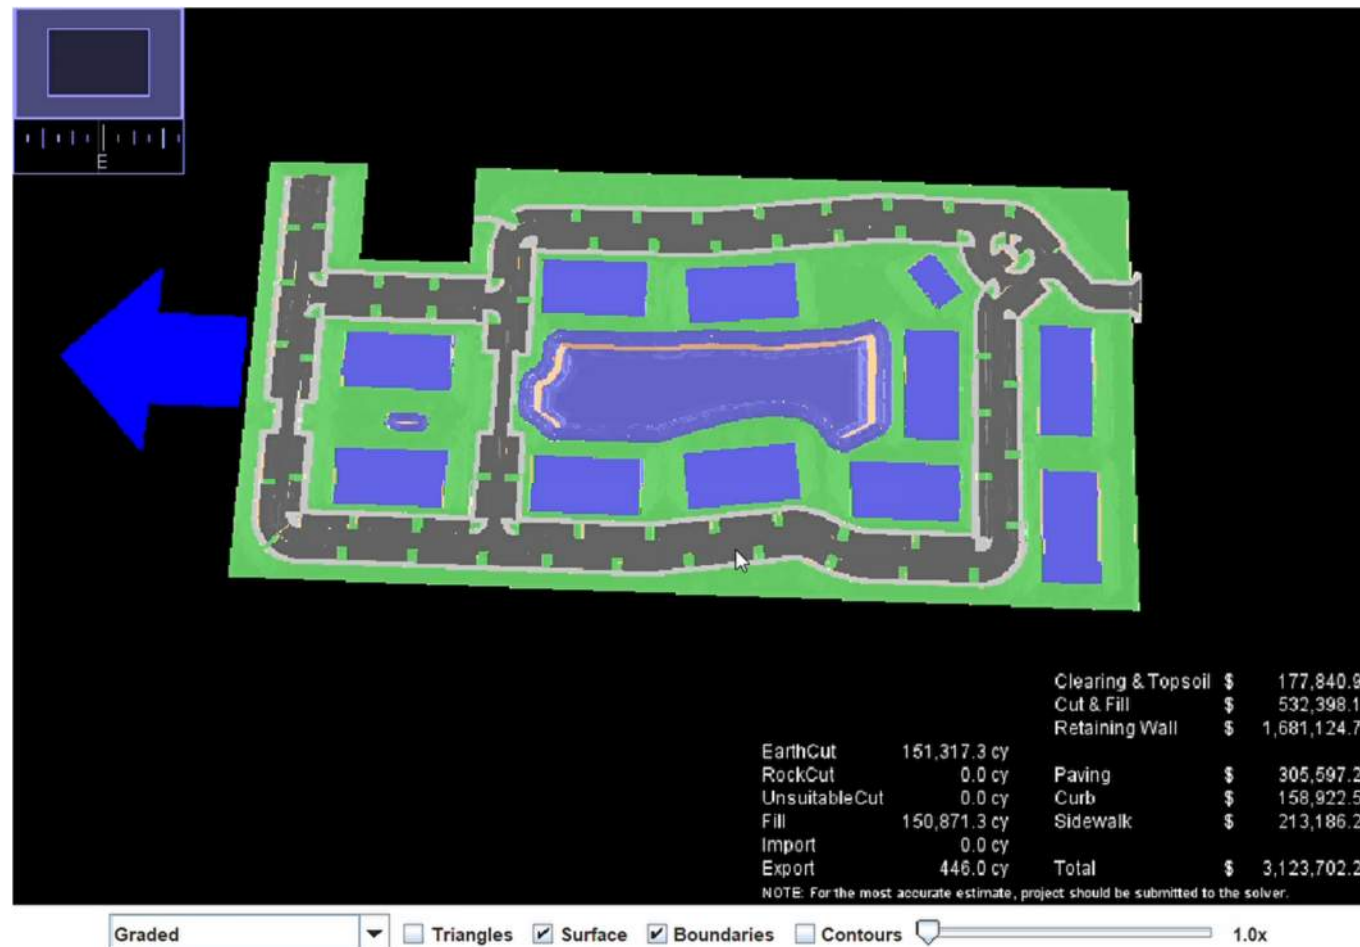 E
Clearing & Topsoil $ 177,840.9
Cut & Fill $ 532,398.1
Retaining Wall $ 1,681,124.7
EarthCut 151,317.3 cy
RockCut 0.0 cy Paving $ 305,597.2
UnsuitableCut 0.0 cy Curb $ 158,922.5
Fill 150,871.3 cy Sidewalk $ 213,186.2
Import 0.0 cy
Export 446.0 cy Total $ 3,123,702.2
NOTE: For the most accurate estimate, project should be submitted to the solver.
Graded Triangles Surface Boundaries Contours 1.0x